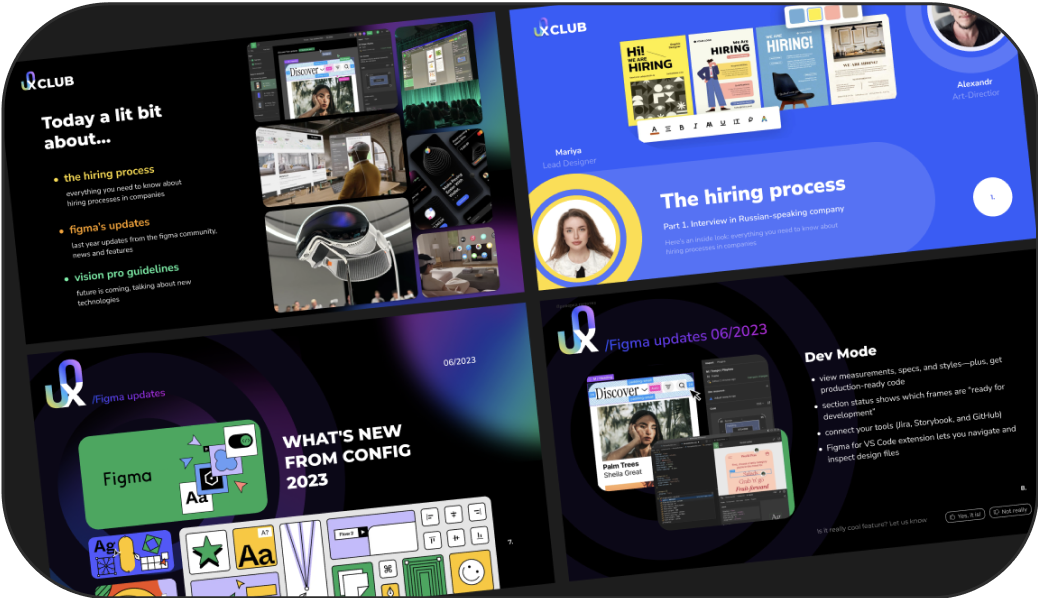 UX CLUB
Today a lit bit
about...
the hiring process
everything you need to know about
hiring processes in companies
figma's updates
last year updates from the figma community,
news and features
vision pro guidelines
future is coming, talking about new
technologies
Discover
UX CLUB
Hi!
WE ARE
HIRING
We Are
HIRING
WE ARE
HIRING!
WE ARE HIRING!
Alexandr
Art-Director
Mariya
Lead Designer
The hiring process
Part 1. Interview in Russian-speaking company
Here's an inside look: everything you need to know about
hiring processes in companies
1.
UX
/Figma updates
06/2023
Figma
Aa
WHAT'S NEW
FROM CONFIG
2023
Ag
Aa
A7
Flow 2
7.
UX
/Figma updates 06/2023
Discover
Palm Trees
Sheila Great
Dev Mode
view measurements, specs, and styles—plus, get
production-ready code
section status shows which frames are "ready for
development"
connect your tools (Jira, Storybook, and GitHub)
Figma for VS Code extension lets you navigate and
inspect design files
8.
Is it really cool feature? Let us know
Yes, it is!
Not really